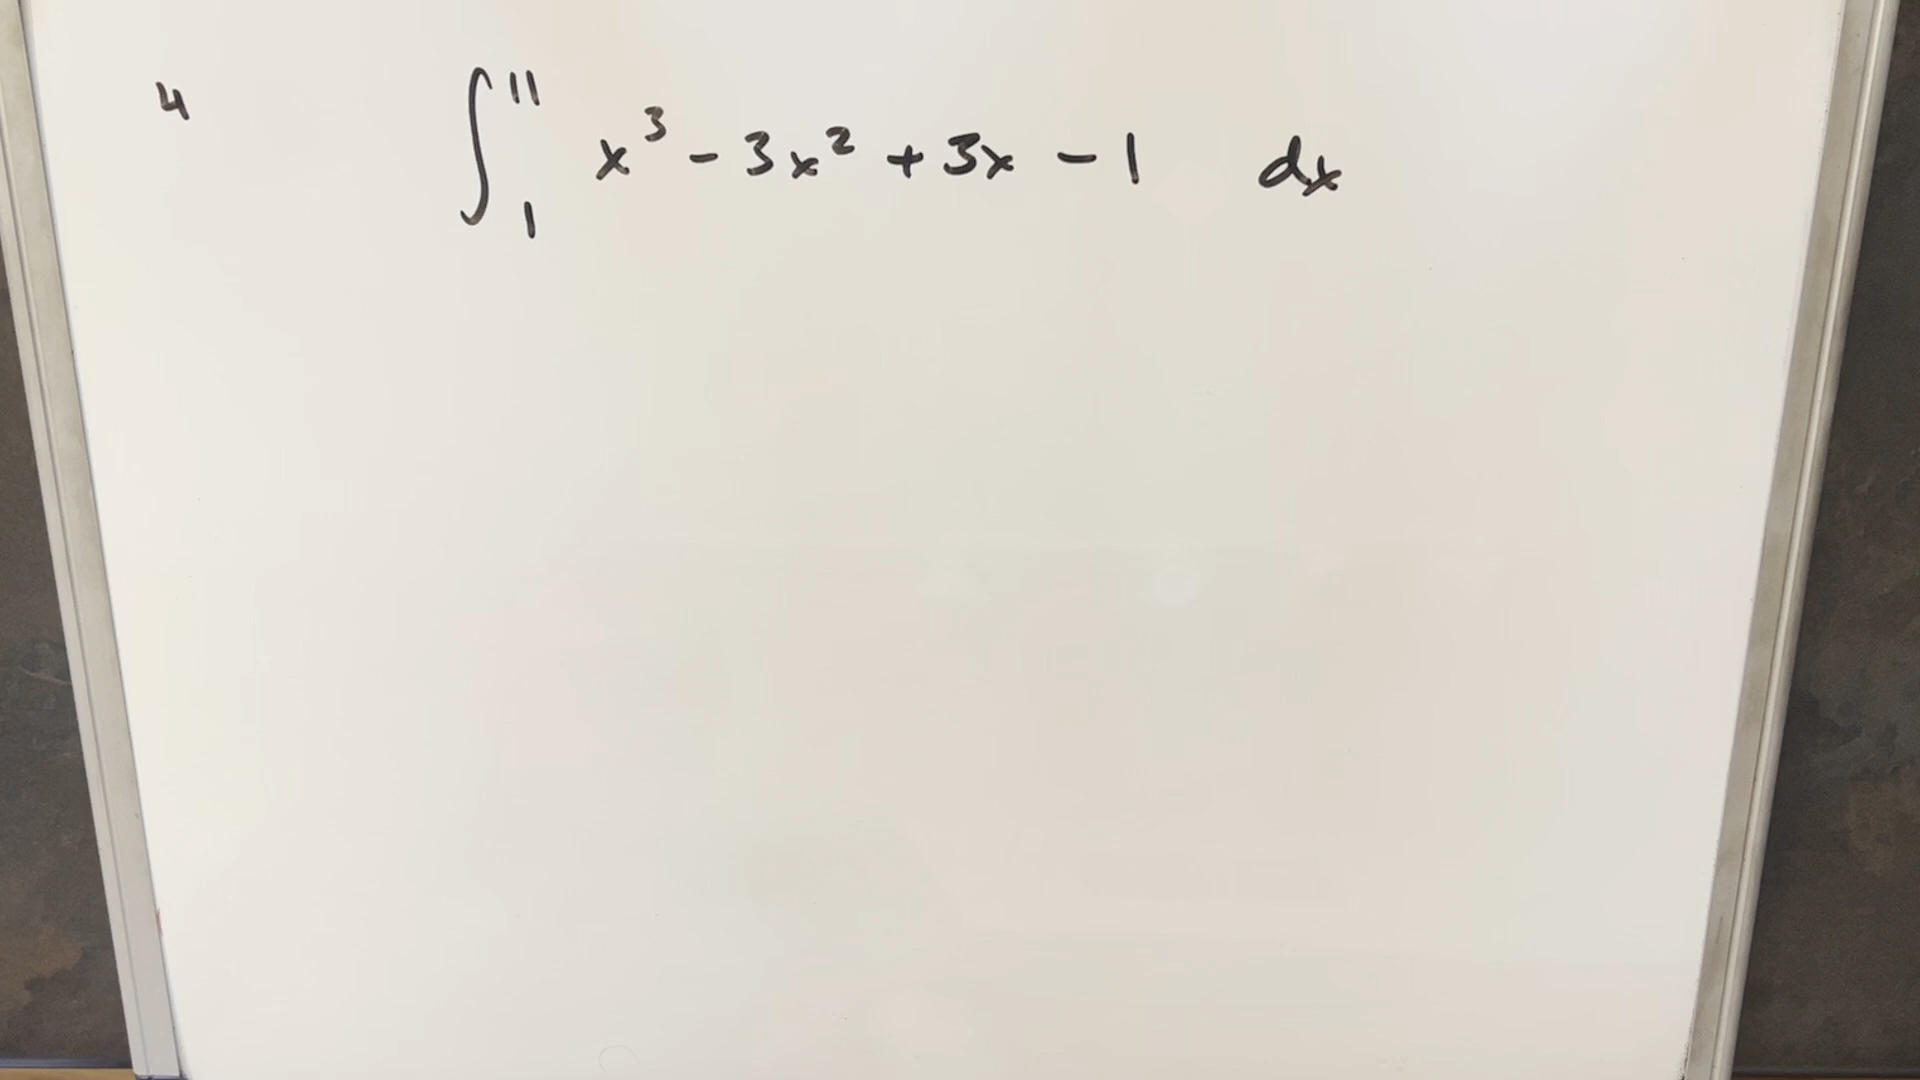 4 ∫₁¹¹ x³ - 3x² + 3x - 1 dx